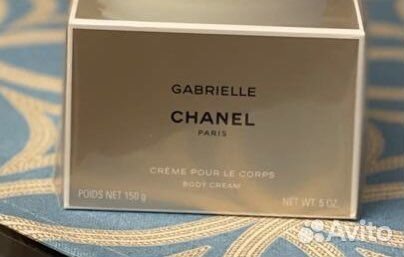 GABRIELLE
CHANEL
PARIS
CRÈME POUR LE CORPS
BODY CREAM
POIDS NET 150 g
NET WT. 5 OZ.
Avito